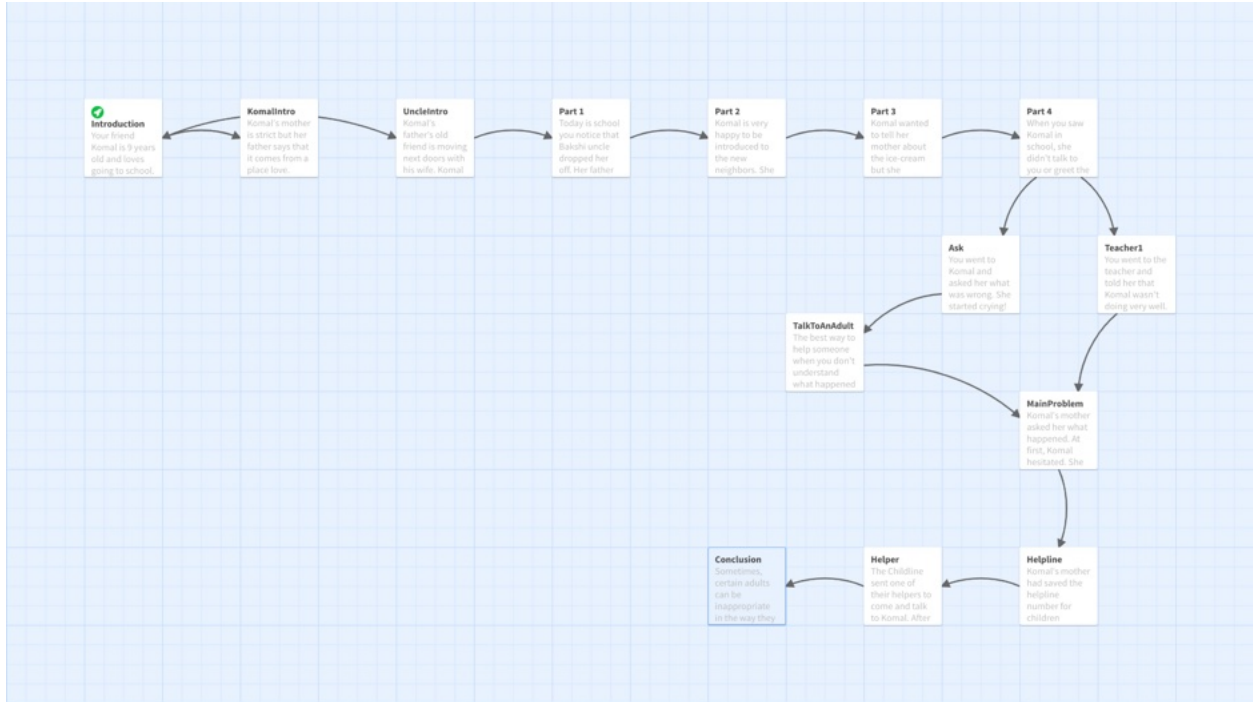 Introduction
Your friend
Komal is 9 years
old and loves
going to school.
KomalIntro
Komal's mother
is strict but her
father says that
it comes from a
place love.
UncleIntro
Komal's
father's old
friend is moving
next doors with
his wife. Komal
Part 1
Today is school
you notice that
Bakshi uncle
dropped her
off. Her father
Part 2
Komal is very
happy to be
introduced to
the new
neighbors. She
Part 3
Komal wanted
to tell her
mother about
the ice-cream
but she
Part 4
When you saw
Komal in
school, she
didn't talk to
you or greet the
Ask
You went to
Komal and
asked her what
was wrong. She
started crying!
Teacher1
You went to the
teacher and
told her that
Komal wasn't
doing very well.
TalkToAnAdult
The best way to
help someone
when you don't
understand
what happened
MainProblem
Komal's mother
asked her what
happened. At
first, Komal
hesitated. She
Conclusion
Sometimes,
certain adults
can be
inappropriate
in the way they
Helper
The Childline
sent one of
their helpers to
come and talk
to Komal. After
Helpline
Komal's mother
had saved the
helpline
number for
children